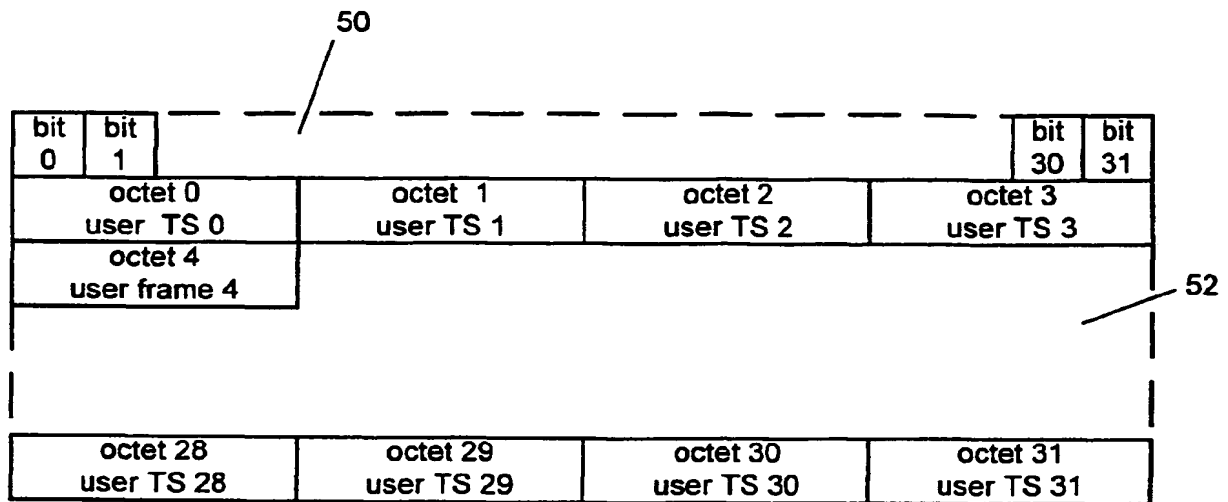 50
bit 0 bit 1 bit 30 bit 31
octet 0 octet 1 octet 2 octet 3
user TS 0 user TS 1 user TS 2 user TS 3
octet 4
user frame 4
52
octet 28 octet 29 octet 30 octet 31
user TS 28 user TS 29 user TS 30 user TS 31